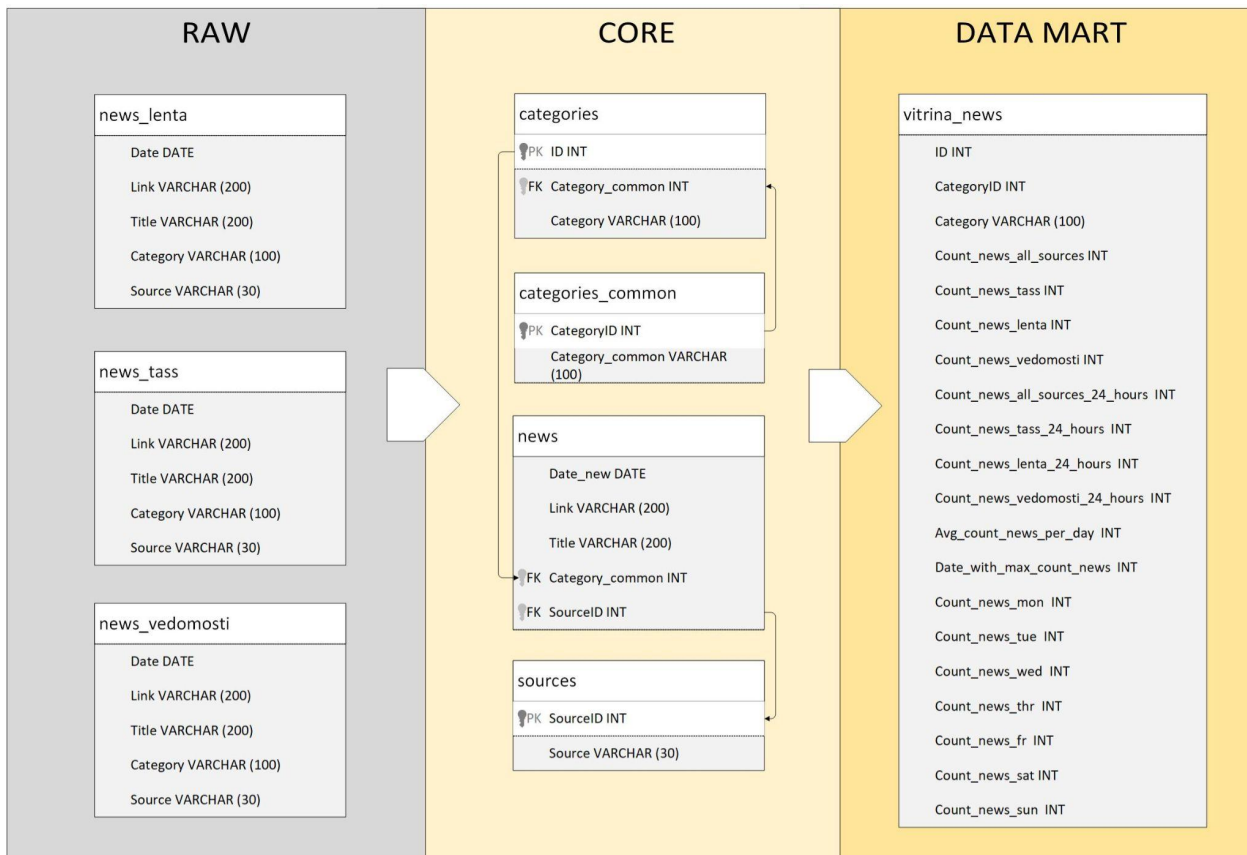 RAW
news_lenta
Date DATE
Link VARCHAR (200)
Title VARCHAR (200)
Category VARCHAR (100)
Source VARCHAR (30)
news_tass
Date DATE
Link VARCHAR (200)
Title VARCHAR (200)
Category VARCHAR (100)
Source VARCHAR (30)
news_vedomosti
Date DATE
Link VARCHAR (200)
Title VARCHAR (200)
Category VARCHAR (100)
Source VARCHAR (30)
CORE
categories
PK ID INT
FK Category_common INT
Category VARCHAR (100)
categories_common
PK CategoryID INT
Category_common VARCHAR
(100)
news
Date_new DATE
Link VARCHAR (200)
Title VARCHAR (200)
FK Category_common INT
FK SourceID INT
sources
PK SourceID INT
Source VARCHAR (30)
DATA MART
vitrina_news
ID INT
CategoryID INT
Category VARCHAR (100)
Count_news_all_sources INT
Count_news_tass INT
Count_news_lenta INT
Count_news_vedomosti INT
Count_news_all_sources_24_hours INT
Count_news_tass_24_hours INT
Count_news_lenta_24_hours INT
Count_news_vedomosti_24_hours INT
Avg_count_news_per_day INT
Date_with_max_count_news INT
Count_news_mon INT
Count_news_tue INT
Count_news_wed INT
Count_news_thr INT
Count_news_fr INT
Count_news_sat INT
Count_news_sun INT